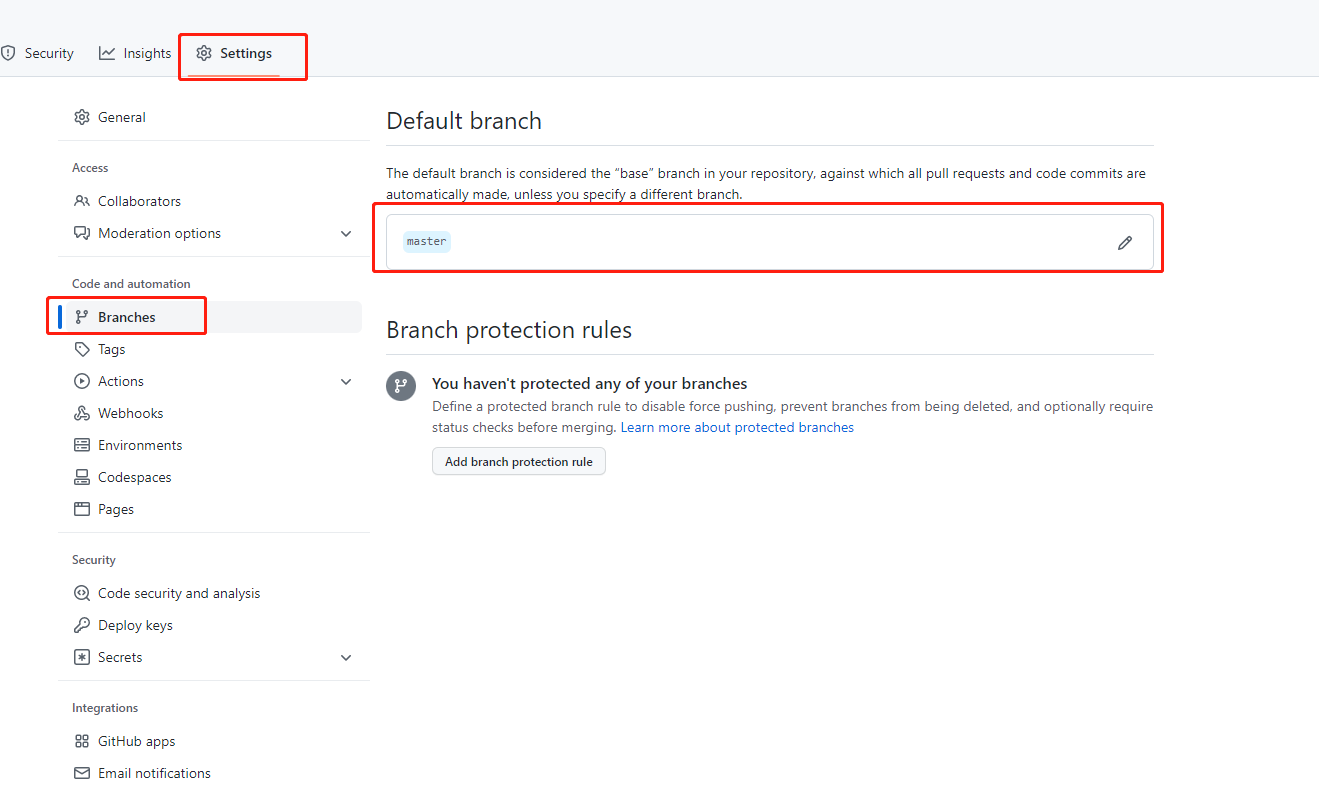 Security
Insights
Settings
General
Access
Collaborators
Moderation options
Code and automation
Branches
Tags
Actions
Webhooks
Environments
Codespaces
Pages
Security
Code security and analysis
Deploy keys
Secrets
Integrations
GitHub apps
Email notifications
Default branch
The default branch is considered the “base” branch in your repository, against which all pull requests and code commits are
automatically made, unless you specify a different branch.
master
Branch protection rules
You haven't protected any of your branches
Define a protected branch rule to disable force pushing, prevent branches from being deleted, and optionally require
status checks before merging. Learn more about protected branches
Add branch protection rule